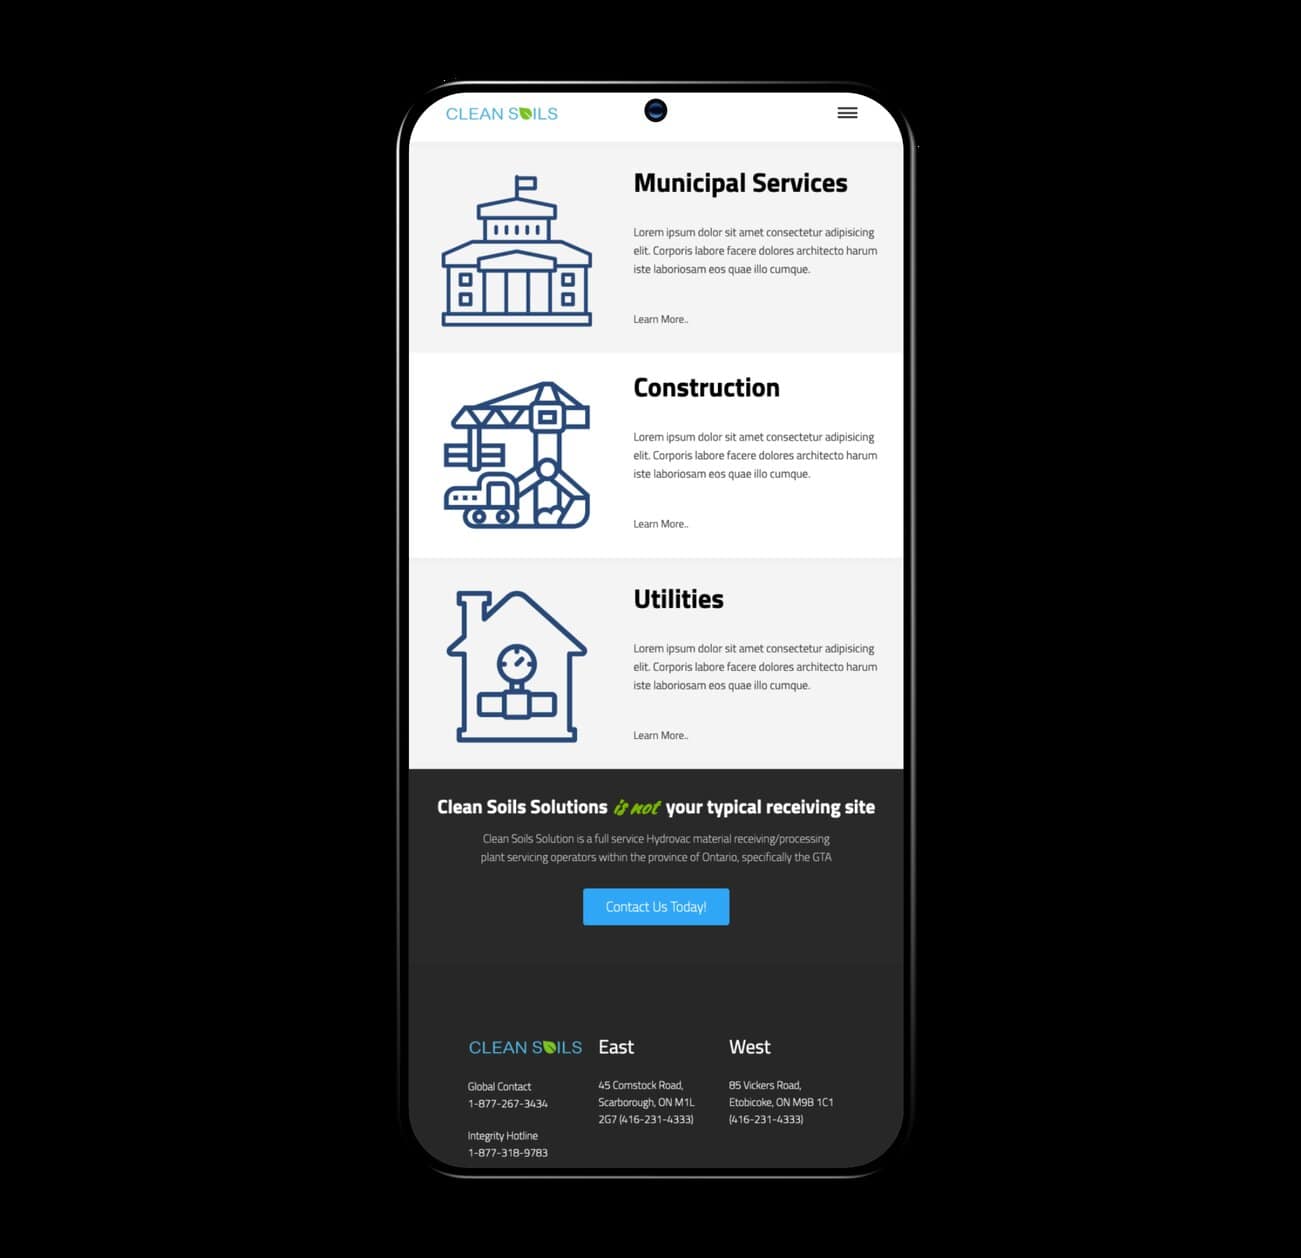 CLEAN SOILS
Municipal Services
Lorem ipsum dolor sit amet consectetur adipisicing
elit. Corporis labore facere dolores architecto harum
iste laboriosam eos quae illo cumque.
Learn More..
Construction
Lorem ipsum dolor sit amet consectetur adipisicing
elit. Corporis labore facere dolores architecto harum
iste laboriosam eos quae illo cumque.
Learn More..
Utilities
Lorem ipsum dolor sit amet consectetur adipisicing
elit. Corporis labore facere dolores architecto harum
iste laboriosam eos quae illo cumque.
Learn More..
Clean Soils Solutions is not your typical receiving site
Clean Soils Solution is a full service Hydrovac material receiving/processing
plant servicing operators within the province of Ontario, specifically the GTA
Contact Us Today!
CLEAN SOILS
Global Contact
1-877-267-3434
Integrity Hotline
1-877-318-9783
East
45 Comstock Road,
Scarborough, ON M1L
2G7 (416-231-4333)
West
85 Vickers Road,
Etobicoke, ON M9B 1C1
(416-231-4333)